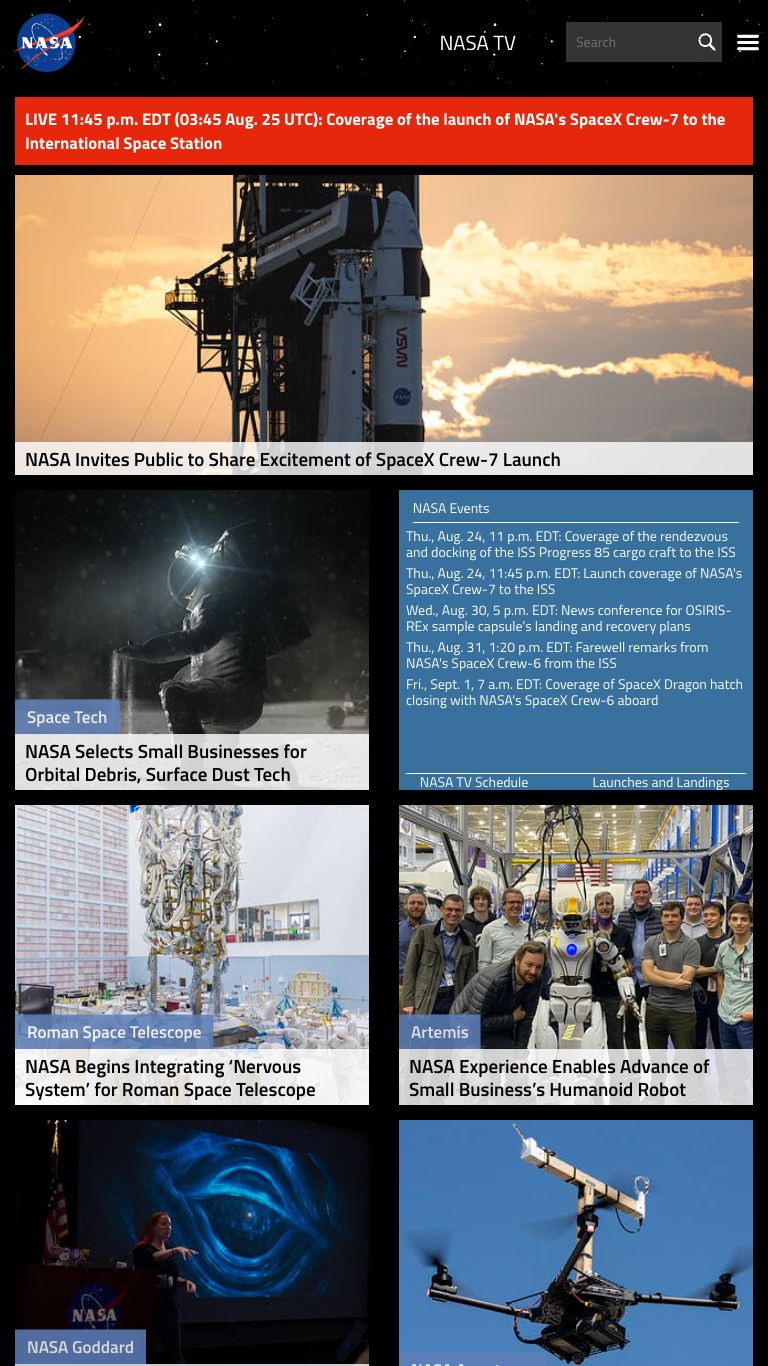 NASA
NASA TV
Search
LIVE 11:45 p.m. EDT (03:45 Aug. 25 UTC): Coverage of the launch of NASA's SpaceX Crew-7 to the
International Space Station
NASA
NASA Invites Public to Share Excitement of SpaceX Crew-7 Launch
Space Tech
NASA Selects Small Businesses for
Orbital Debris, Surface Dust Tech
NASA Events
Thu., Aug. 24, 11 p.m. EDT: Coverage of the rendezvous
and docking of the ISS Progress 85 cargo craft to the ISS
Thu., Aug. 24, 11:45 p.m. EDT: Launch coverage of NASA's
SpaceX Crew-7 to the ISS
Wed., Aug. 30, 5 p.m. EDT: News conference for OSIRIS-
REx sample capsule’s landing and recovery plans
Thu., Aug. 31, 1:20 p.m. EDT: Farewell remarks from
NASA's SpaceX Crew-6 from the ISS
Fri., Sept. 1, 7 a.m. EDT: Coverage of SpaceX Dragon hatch
closing with NASA's SpaceX Crew-6 aboard
NASA TV Schedule
Launches and Landings
Roman Space Telescope
NASA Begins Integrating ‘Nervous
System’ for Roman Space Telescope
Artemis
NASA Experience Enables Advance of
Small Business’s Humanoid Robot
NASA
NASA Goddard